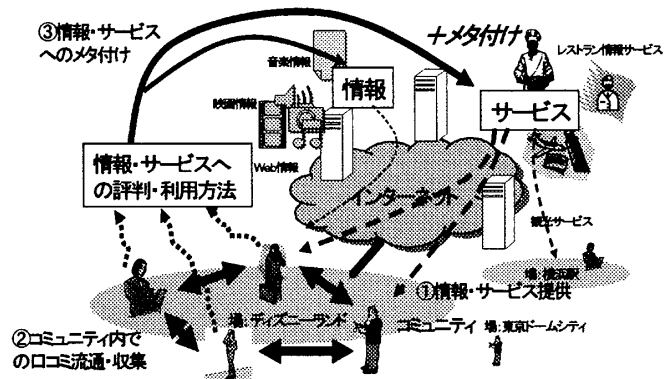 ③情報・サービス
へのメタ付け
音楽情報
情報
+メタ付け
レストラン情報サービス
映画情報
サービス
Web情報
情報・サービスへ
の評判・利用方法
インターネット
観光サービス
場:横浜駅
①情報・サービス提供
場:ディズニーランド
コミュニティ
場:東京ドームシティ
②コミュニティ内で
の口コミ流通・収集